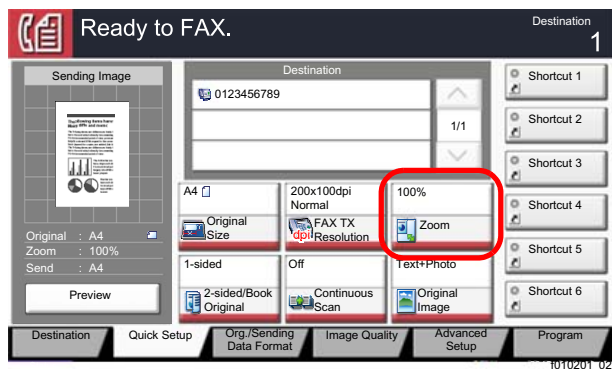 Ready to FAX.
Destination
1
Sending Image
Destination
0123456789
1/1
A4
Original
Size
200x100dpi
Normal
dpi
FAX TX
Resolution
100%
Zoom
1-sided
2-sided/Book
Original
Off
Continuous
Scan
Text+Photo
Original
Image
Original : A4
Zoom : 100%
Send : A4
Preview
Shortcut 1
Shortcut 2
Shortcut 3
Shortcut 4
Shortcut 5
Shortcut 6
Destination
Quick Setup
Org./Sending
Data Format
Image Quality
Advanced
Setup
Program
f010201_02